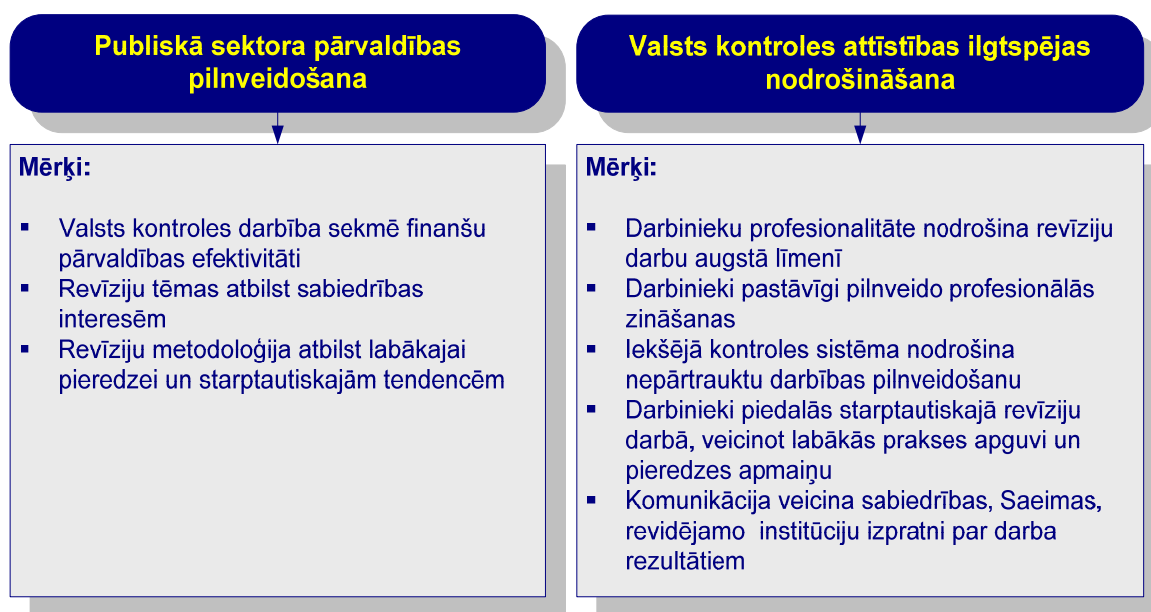 Publiskā sektora pārvaldības
pilnveidošana
Mērķi:
▪ Valsts kontroles darbība sekmē finanšu
pārvaldības efektivitāti
▪ Revīziju tēmas atbilst sabiedrības
interesēm
▪ Revīziju metodoloģija atbilst labākajai
pieredzei un starptautiskajām tendencēm
Valsts kontroles attīstības ilgtspējas
nodrošināšana
Mērķi:
▪ Darbinieku profesionalitāte nodrošina revīziju
darbu augstā līmenī
▪ Darbinieki pastāvīgi pilnveido profesionālās
zināšanas
▪ Iekšējā kontroles sistēma nodrošina
nepārtrauktu darbības pilnveidošanu
▪ Darbinieki piedalās starptautiskajā revīziju
darbā, veicinot labākās prakses apguvi un
pieredzes apmaiņu
▪ Komunikācija veicina sabiedrības, Saeimas,
revidējamo institūciju izpratni par darba
rezultātiem